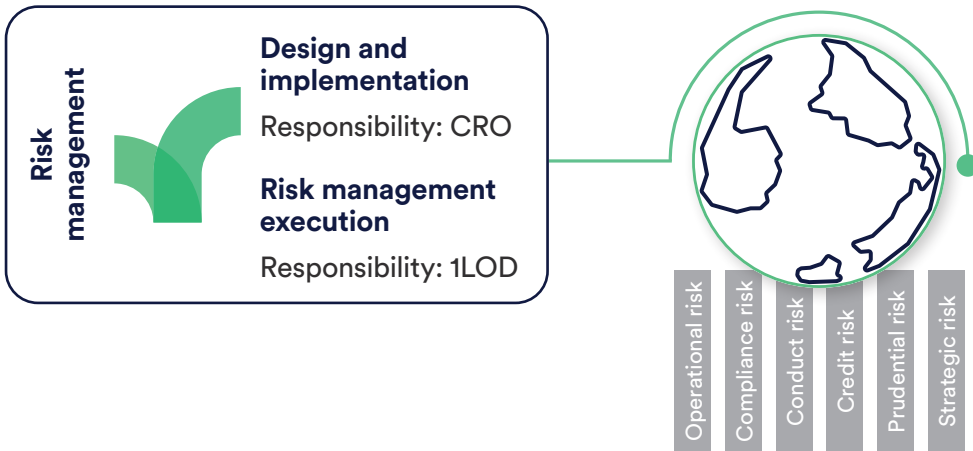 Risk
management
Design and
implementation
Responsibility: CRO
Risk management
execution
Responsibility: 1LOD
Operational risk
Compliance risk
Conduct risk
Credit risk
Prudential risk
Strategic risk